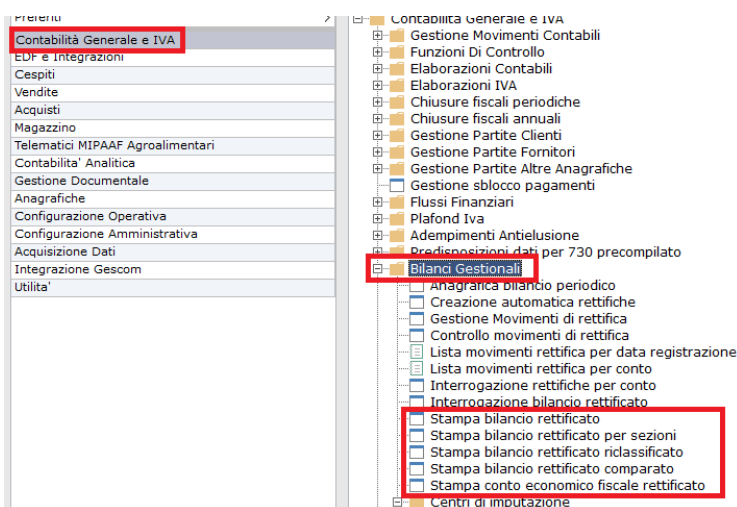 Preferiti
Contabilità Generale e IVA
EDF e Integrazioni
Cespiti
Vendite
Acquisti
Magazzino
Telematici MIPAAF Agroalimentari
Contabilita' Analitica
Gestione Documentale
Anagrafiche
Configurazione Operativa
Configurazione Amministrativa
Acquisizione Dati
Integrazione Gescom
Utilita'
Contabilità Generale e IVA
Gestione Movimenti Contabili
Funzioni Di Controllo
Elaborazioni Contabili
Elaborazioni IVA
Chiusure fiscali periodiche
Chiusure fiscali annuali
Gestione Partite Clienti
Gestione Partite Fornitori
Gestione Partite Altre Anagrafiche
Gestione sblocco pagamenti
Flussi Finanziari
Plafond Iva
Adempimenti Antielusione
Predisposizioni dati per 730 precompilato
Bilanci Gestionali
Anagrafica bilancio periodico
Creazione automatica rettifiche
Gestione Movimenti di rettifica
Controllo movimenti di rettifica
Lista movimenti rettifica per data registrazione
Lista movimenti rettifica per conto
Interrogazione rettifiche per conto
Interrogazione bilancio rettificato
Stampa bilancio rettificato
Stampa bilancio rettificato per sezioni
Stampa bilancio rettificato riclassificato
Stampa bilancio rettificato comparato
Stampa conto economico fiscale rettificato
Centri di imputazione